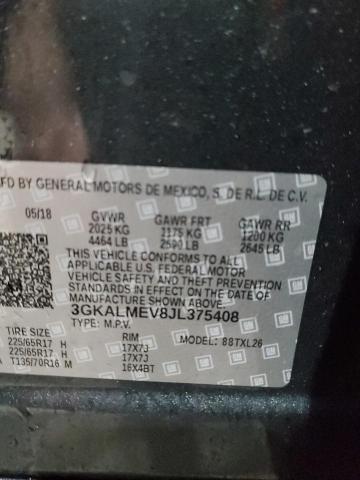 MFD BY GENERAL MOTORS DE MEXICO, S. DE R.L. DE C.V.
05/18 GVWR GAWR FRT GAWR RR
2025 KG 1175 KG 1200 KG
4464 LB 2590 LB 2645 LB
THIS VEHICLE CONFORMS TO ALL
APPLICABLE U.S. FEDERAL MOTOR
VEHICLE SAFETY AND THEFT PREVENTION
STANDARDS IN EFFECT ON THE DATE OF
MANUFACTURE SHOWN ABOVE.
3GKALMEV8JL375408
TYPE: M.P.V. MODEL: 88TXL26
TIRE SIZE RIM
225/65R17 H 17X7J
225/65R17 H 17X7J
T135/70R16 M 16X4BT